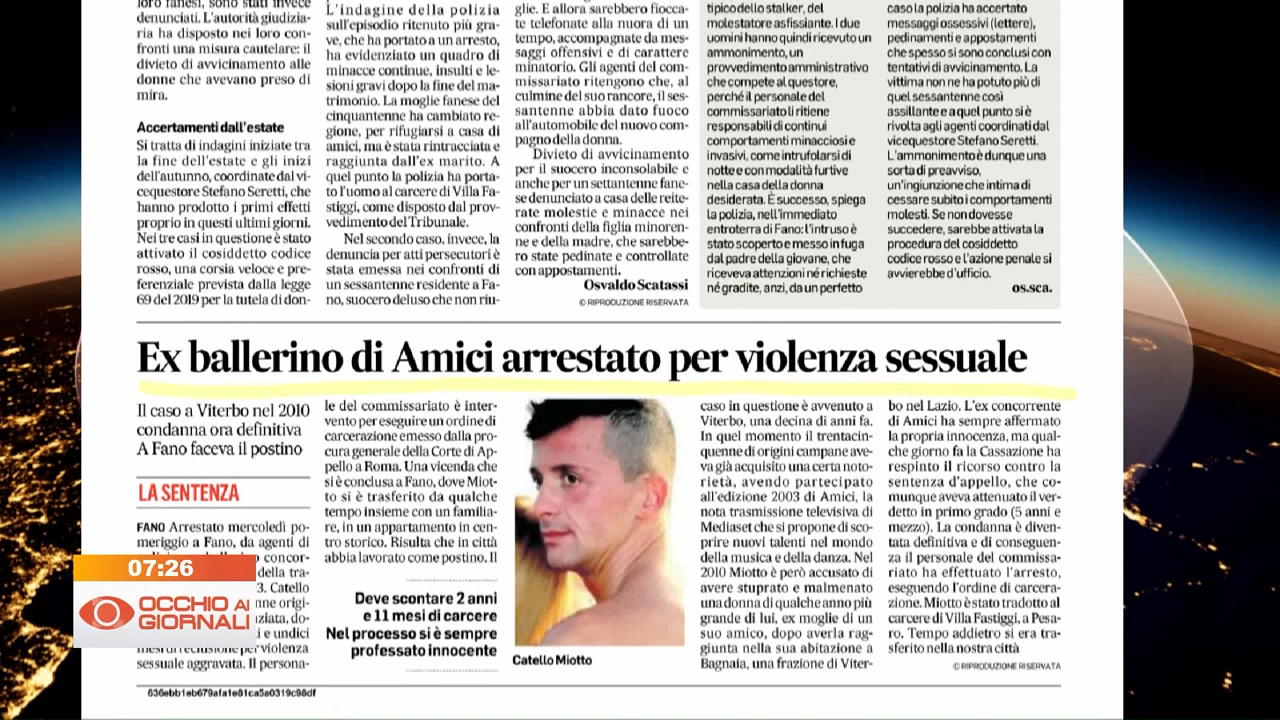 loro fanesi, sono stati invece
denunciati. L'autorità giudizia-
ria ha disposto nei loro con-
fronti una misura cautelare: il
divieto di avvicinamento alle
donne che avevano preso di
mira.
Accertamenti dall'estate
Si tratta di indagini iniziate tra
la fine dell'estate e gli inizi
dell'autunno, coordinate dal vi-
cequestore Stefano Seretti, che
hanno prodotto i primi effetti
proprio in questi ultimi giorni.
Nei tre casi in questione è stato
attivato il cosiddetto codice
rosso, una corsia veloce e pre-
ferenziale prevista dalla legge
69 del 2019 per la tutela di don-
L'indagine della polizia
sull'episodio ritenuto più gra-
ve, che ha portato a un arresto,
ha evidenziato un quadro di
minacce continue, insulti e le-
sioni gravi dopo la fine del ma-
trimonio. La moglie fanese del
cinquantenne ha cambiato re-
gione, per rifugiarsi a casa di
amici, ma è stata rintracciata e
raggiunta dall'ex marito. A
quel punto la polizia ha porta-
to l'uomo al carcere di Villa Fa-
stiggi, come disposto dal prov-
vedimento del Tribunale.
Nel secondo caso, invece, la
denuncia per atti persecutori è
stata emessa nei confronti di
un sessantenne residente a Fa-
no, suocero deluso che non riu-
glie. E allora sarebbero fiocca-
te telefonate alla nuora di un
tempo, accompagnate da mes-
saggi offensivi e di carattere
minatorio. Gli agenti del com-
missariato ritengono che, al
culmine del suo rancore, il ses-
santenne abbia dato fuoco
all'automobile del nuovo com-
pagno della donna.
Divieto di avvicinamento
per il suocero inconsolabile e
anche per un settantenne fane-
se denunciato a casa delle reite-
rate molestie e minacce nei
confronti della figlia minoren-
ne e della madre, che sarebbe-
ro state pedinate e controllate
con appostamenti.
Osvaldo Scatassi
© RIPRODUZIONE RISERVATA
tipico dello stalker, del
molestatore asfissiante. I due
uomini hanno quindi ricevuto un
ammonimento, un
provvedimento amministrativo
che compete al questore,
perché il personale del
commissariato li ritiene
responsabili di continui
comportamenti minacciosi e
invasivi, come intrufolarsi di
notte e con modalità furtive
nella casa della donna
desiderata. È successo, spiega
la polizia, nell'immediato
entroterra di Fano: l'intruso è
stato scoperto e messo in fuga
dal padre della giovane, che
riceveva attenzioni né richieste
né gradite, anzi, da un perfetto
caso la polizia ha accertato
messaggi ossessivi (lettere),
pedinamenti e appostamenti
che spesso si sono conclusi con
tentativi di avvicinamento. La
vittima non ne ha potuto più di
quel sessantenne così
assillante e a quel punto si è
rivolta agli agenti coordinati dal
vicequestore Stefano Seretti.
L'ammonimento è dunque una
sorta di preavviso,
un'ingiunzione che intima di
cessare subito i comportamenti
molesti. Se non dovesse
succedere, sarebbe attivata la
procedura del cosiddetto
codice rosso e l'azione penale si
avvierebbe d'ufficio.
os.sca.
Ex ballerino di Amici arrestato per violenza sessuale
Il caso a Viterbo nel 2010
condanna ora definitiva
A Fano faceva il postino
LA SENTENZA
FANO Arrestato mercoledì po-
meriggio a Fano, da agenti di
concor-
della tra-
3. Catello
nne origi-
ziata, do-
i e undici
mesi di reclusione per violenza
sessuale aggravata. Il persona-
le del commissariato è inter-
venuto per eseguire un ordine di
carcerazione emesso dalla pro-
cura generale della Corte di Ap-
pello a Roma. Una vicenda che
si è conclusa a Fano, dove Miot-
to si è trasferito da qualche
tempo insieme con un familia-
re, in un appartamento in cen-
tro storico. Risulta che in città
abbia lavorato come postino. Il
Deve scontare 2 anni
e 11 mesi di carcere
Nel processo si è sempre
professato innocente
Catello Miotto
caso in questione è avvenuto a
Viterbo, una decina di anni fa.
In quel momento il trentacin-
quenne di origini campane ave-
va già acquisito una certa noto-
rietà, avendo partecipato
all'edizione 2003 di Amici, la
nota trasmissione televisiva di
Mediaset che si propone di sco-
prire nuovi talenti nel mondo
della musica e della danza. Nel
2010 Miotto è però accusato di
avere stuprato e malmenato
una donna di qualche anno più
grande di lui, ex moglie di un
suo amico, dopo averla rag-
giunta nella sua abitazione a
Bagnaia, una frazione di Viter-
bo nel Lazio. L'ex concorrente
di Amici ha sempre affermato
la propria innocenza, ma qual-
che giorno fa la Cassazione ha
respinto il ricorso contro la
sentenza d'appello, che co-
munque aveva attenuato il ver-
detto in primo grado (5 anni e
mezzo). La condanna è diven-
tata definitiva e di conseguen-
za il personale del commissa-
riato ha effettuato l'arresto,
eseguendo l'ordine di carcera-
zione. Miotto è stato tradotto al
carcere di Villa Fastiggi, a Pesa-
ro. Tempo addietro si era tra-
sferito nella nostra città
© RIPRODUZIONE RISERVATA
636ebb1eb679afa1e81ca5a0319c98df
07:26
OCCHIO AI
GIORNALI